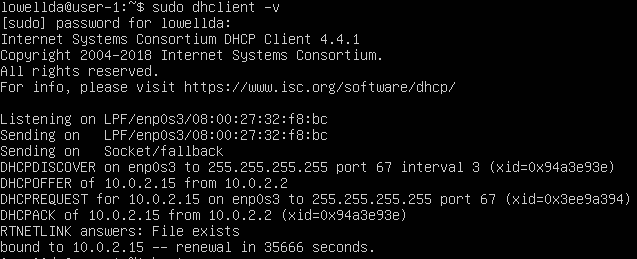 lowellda@user-1:~$ sudo dhclient -v
[sudo] password for lowellda:
Internet Systems Consortium DHCP Client 4.4.1
Copyright 2004-2018 Internet Systems Consortium.
All rights reserved.
For info, please visit https://www.isc.org/software/dhcp/
Listening on LPF/enp0s3/08:00:27:32:f8:bc
Sending on   LPF/enp0s3/08:00:27:32:f8:bc
Sending on   Socket/fallback
DHCPDISCOVER on enp0s3 to 255.255.255.255 port 67 interval 3 (xid=0x94a3e93e)
DHCPOFFER of 10.0.2.15 from 10.0.2.2
DHCPREQUEST for 10.0.2.15 on enp0s3 to 255.255.255.255 port 67 (xid=0x3ee9a394)
DHCPACK of 10.0.2.15 from 10.0.2.2 (xid=0x94a3e93e)
RTNETLINK answers: File exists
bound to 10.0.2.15 -- renewal in 35666 seconds.